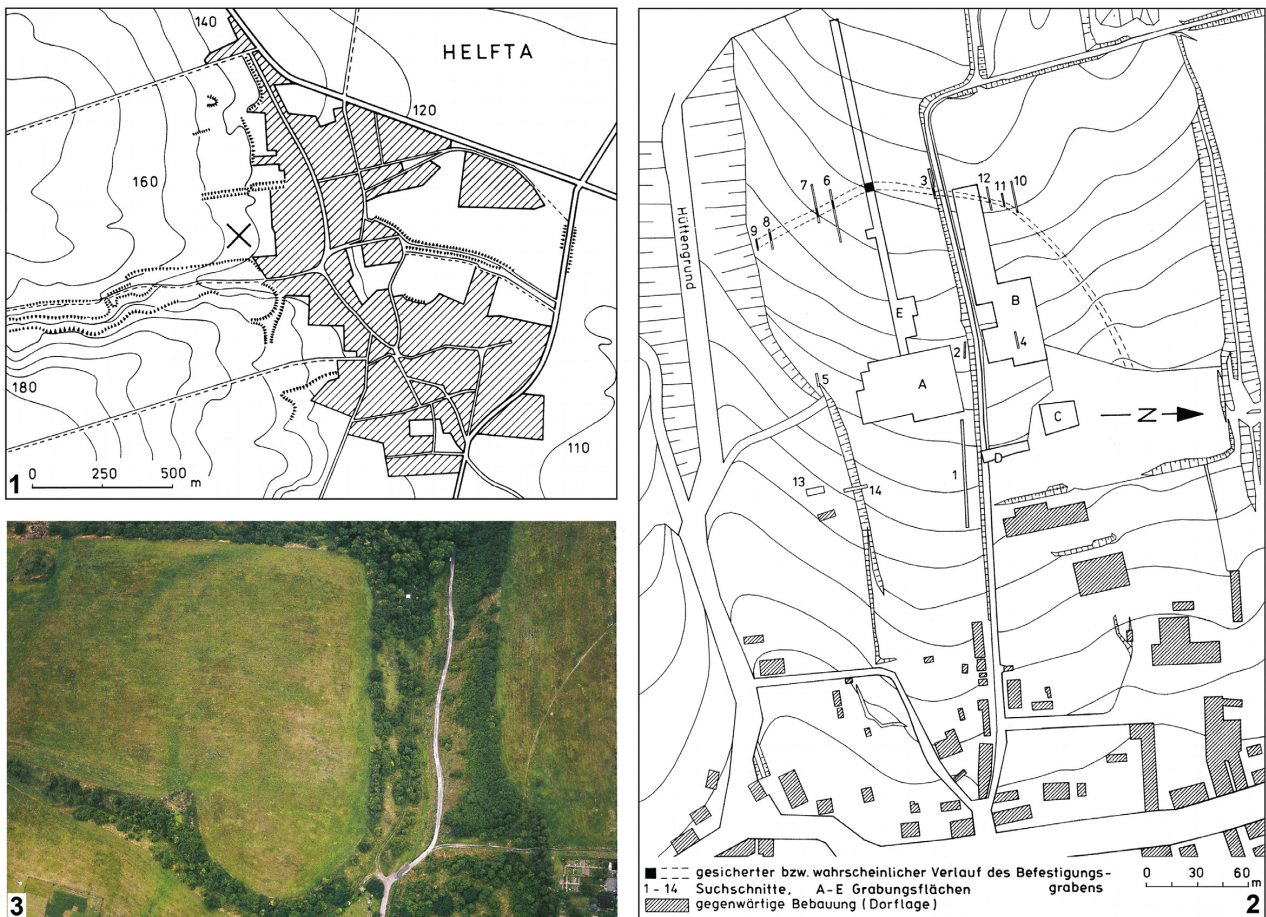 140
HELFTA
120
160
180
110
0 250 500
m
1
3
Hüttengrund
7 6
3
12
11 10
9 8
E
B
4
2
A
5
C
N
D
1
13
14
gesicherter bzw. wahrscheinlicher Verlauf des Befestigungs-
grabens
1 - 14 Suchschnitte, A-E Grabungsflächen
gegenwärtige Bebauung (Dorflage)
0 30 60
m
2